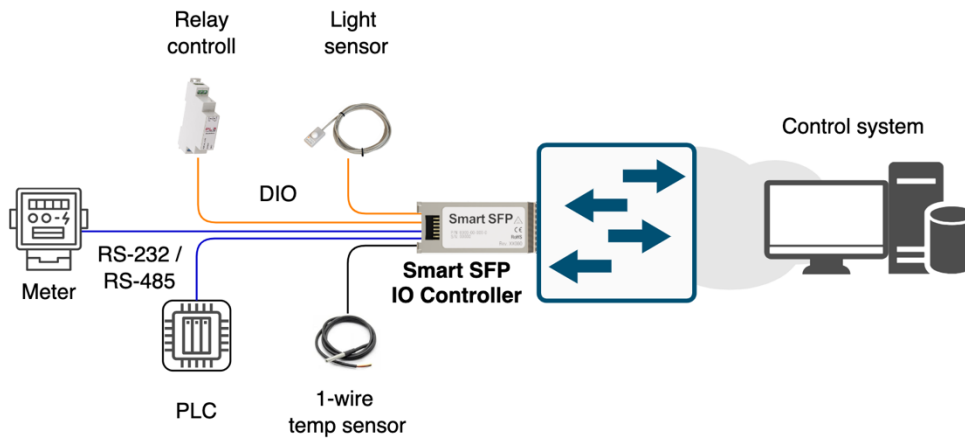 Relay
controll
Light
sensor
Control system
DIO
Smart SFP
RS-232 /
RS-485
Meter
Smart SFP
IO Controller
PLC
1-wire
temp sensor